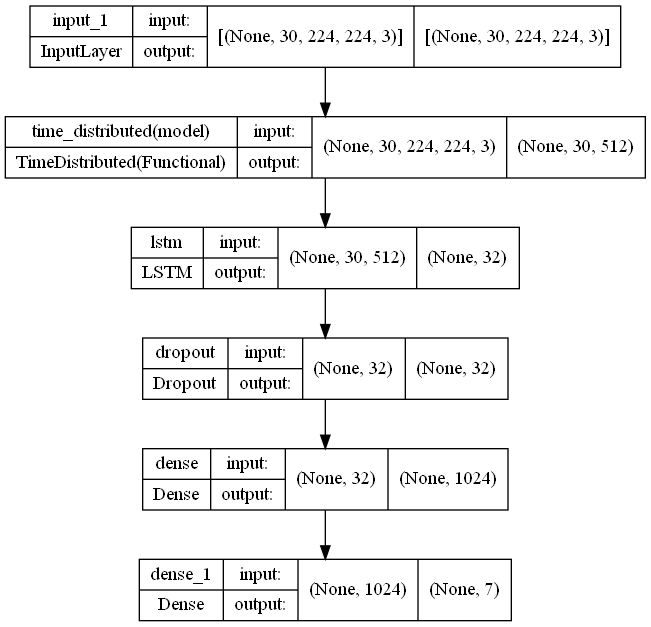 input_1 input: [(None, 30, 224, 224, 3)] [(None, 30, 224, 224, 3)]
InputLayer output:
time_distributed(model) input: (None, 30, 224, 224, 3) (None, 30, 512)
TimeDistributed(Functional) output:
lstm input: (None, 30, 512) (None, 32)
LSTM output:
dropout input: (None, 32) (None, 32)
Dropout output:
dense input: (None, 32) (None, 1024)
Dense output:
dense_1 input: (None, 1024) (None, 7)
Dense output: